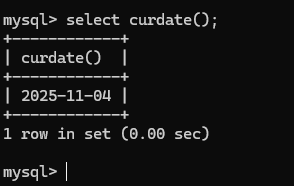 mysql> select curdate();
+------------+
| curdate()  |
+------------+
| 2025-11-04 |
+------------+
1 row in set (0.00 sec)

mysql>